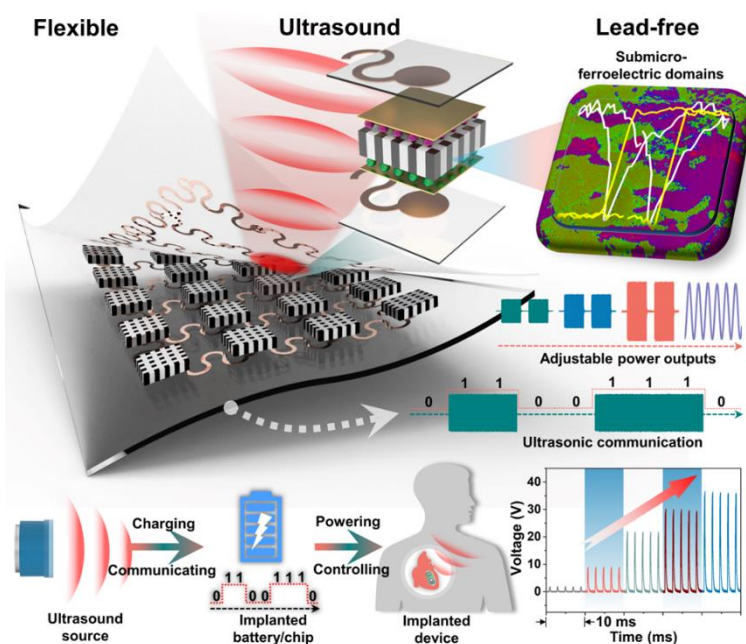 Flexible
Ultrasound
Lead-free
Submicro-
ferroelectric domains
Adjustable power outputs
0 1 1 0 0 1 1 1 0
Ultrasonic communication
Charging
Communicating
Powering
Controlling
0 1 1 0 0 1 1 1 0
Ultrasound
source
Implanted
battery/chip
Implanted
device
Voltage (V)
40
30
20
10
0
10 ms
Time (ms)